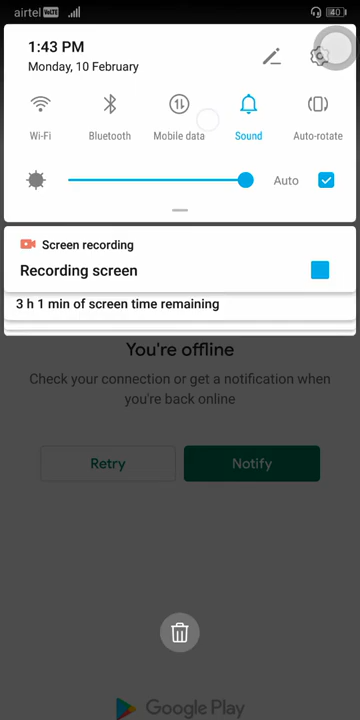 airtel VoLTE 40
1:43 PM
Monday, 10 February
Wi-Fi Bluetooth Mobile data Sound Auto-rotate
Auto
Screen recording
Recording screen
3 h 1 min of screen time remaining
You're offline
Check your connection or get a notification when
you're back online
Retry Notify
Google Play